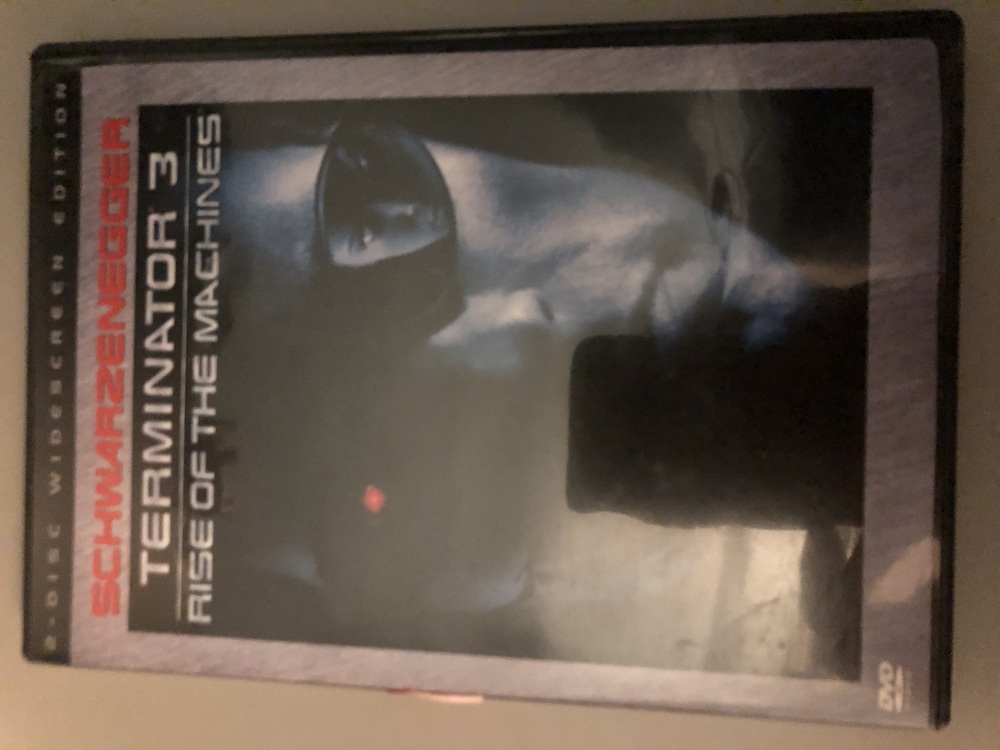 2-DISC WIDESCREEN EDITION
SCHWARZENEGGER
TERMINATOR 3
RISE OF THE MACHINES
DVD